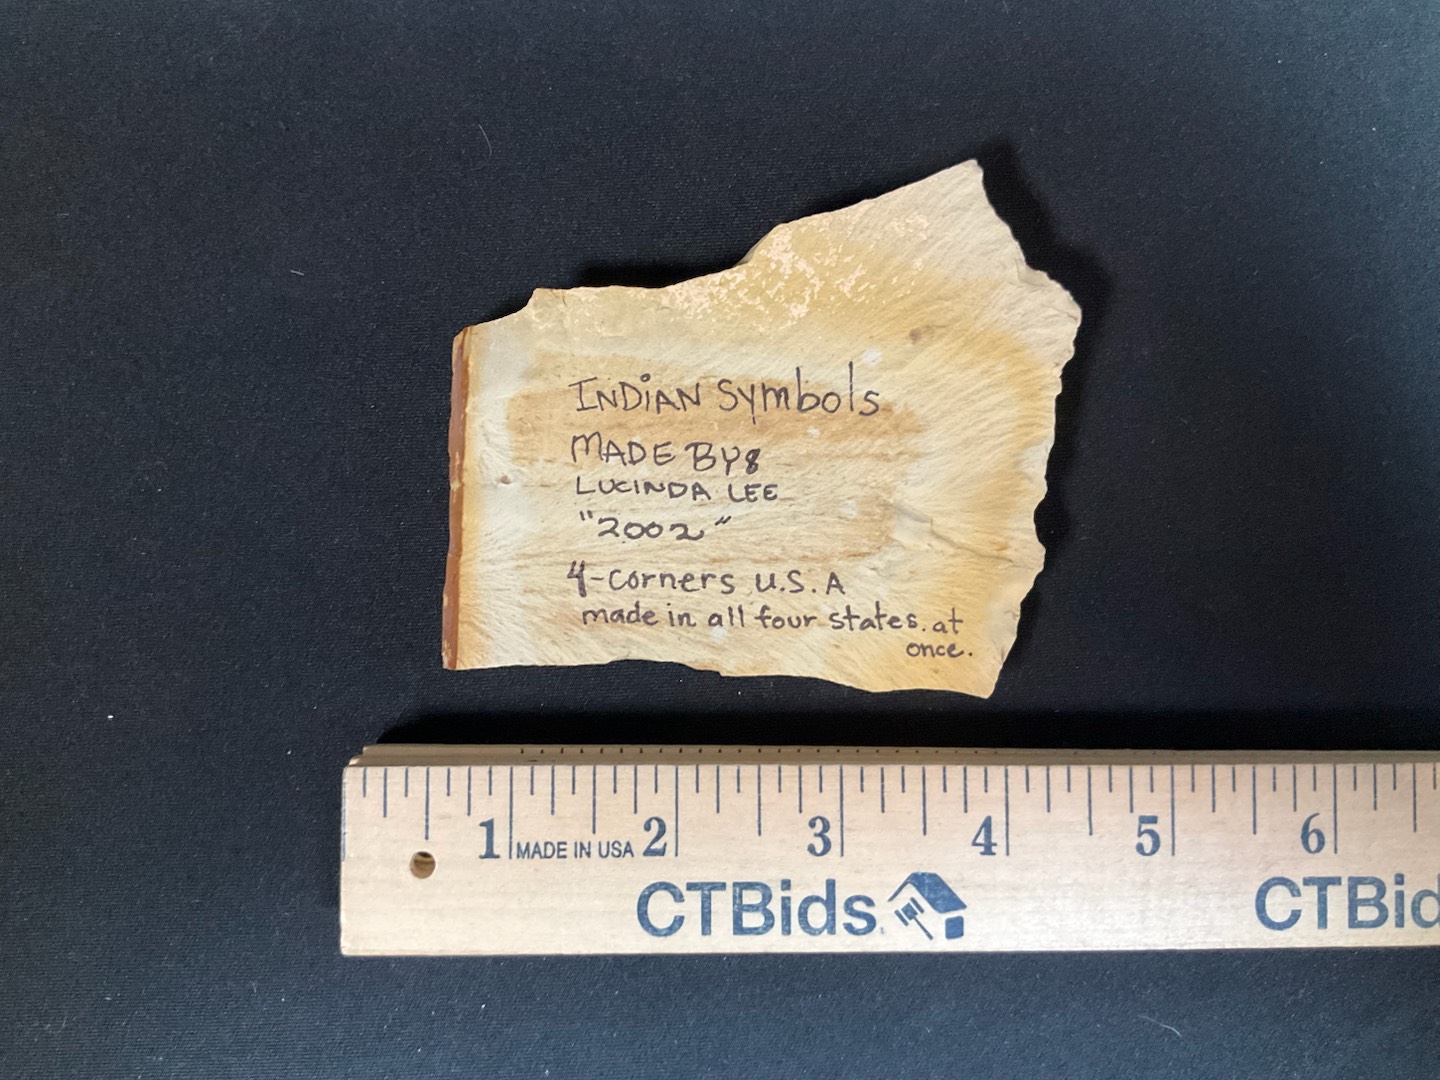 INDIAN Symbols
MADE BY:
LUCINDA LEE
"2002"
4-corners U.S.A
made in all four states. at
once.
1 MADE IN USA 2 3 4 5 6
CTBids CTBid